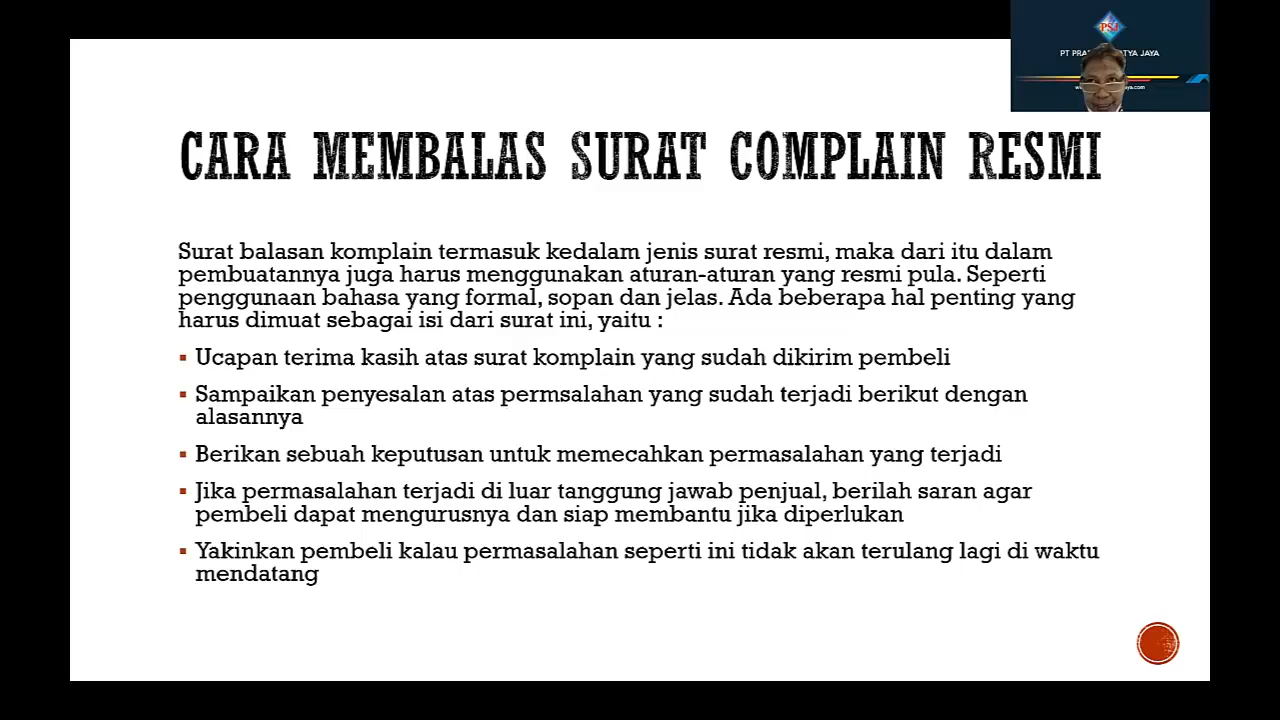 PSJ
TYA JAYA
CARA MEMBALAS SURAT COMPLAIN RESMI
Surat balasan komplain termasuk kedalam jenis surat resmi, maka dari itu dalam
pembuatannya juga harus menggunakan aturan-aturan yang resmi pula. Seperti
penggunaan bahasa yang formal, sopan dan jelas. Ada beberapa hal penting yang
harus dimuat sebagai isi dari surat ini, yaitu :
▪ Ucapan terima kasih atas surat komplain yang sudah dikirim pembeli
▪ Sampaikan penyesalan atas permsalahan yang sudah terjadi berikut dengan
alasannya
▪ Berikan sebuah keputusan untuk memecahkan permasalahan yang terjadi
▪ Jika permasalahan terjadi di luar tanggung jawab penjual, berilah saran agar
pembeli dapat mengurusnya dan siap membantu jika diperlukan
▪ Yakinkan pembeli kalau permasalahan seperti ini tidak akan terulang lagi di waktu
mendatang